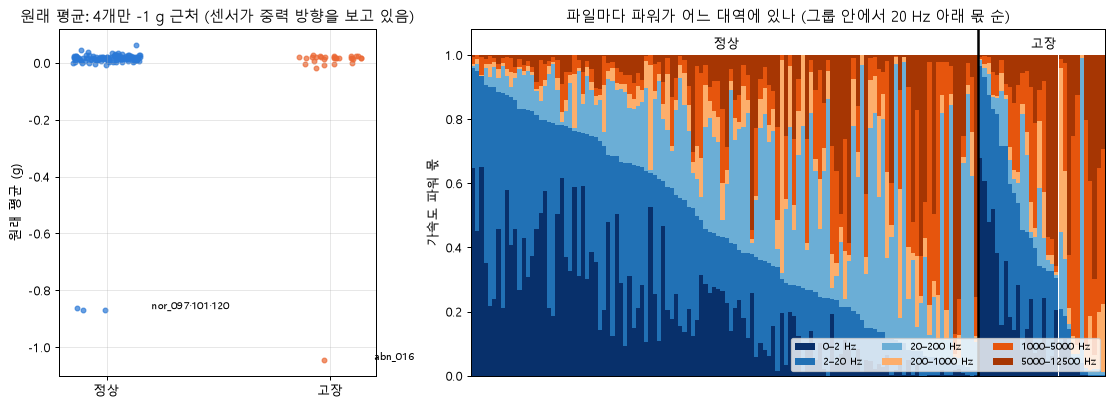 원래 평균: 4개만 -1 g 근처 (센서가 중력 방향을 보고 있음)
원래 평균 (g)
0.0
-0.2
-0.4
-0.6
-0.8
-1.0
nor_097·101·120
abn_016
정상
고장
파일마다 파워가 어느 대역에 있나 (그룹 안에서 20 Hz 아래 몫 순)
정상
고장
가속도 파워 몫
1.0
0.8
0.6
0.4
0.2
0.0
0–2 Hz
2–20 Hz
20–200 Hz
200–1000 Hz
1000–5000 Hz
5000–12500 Hz